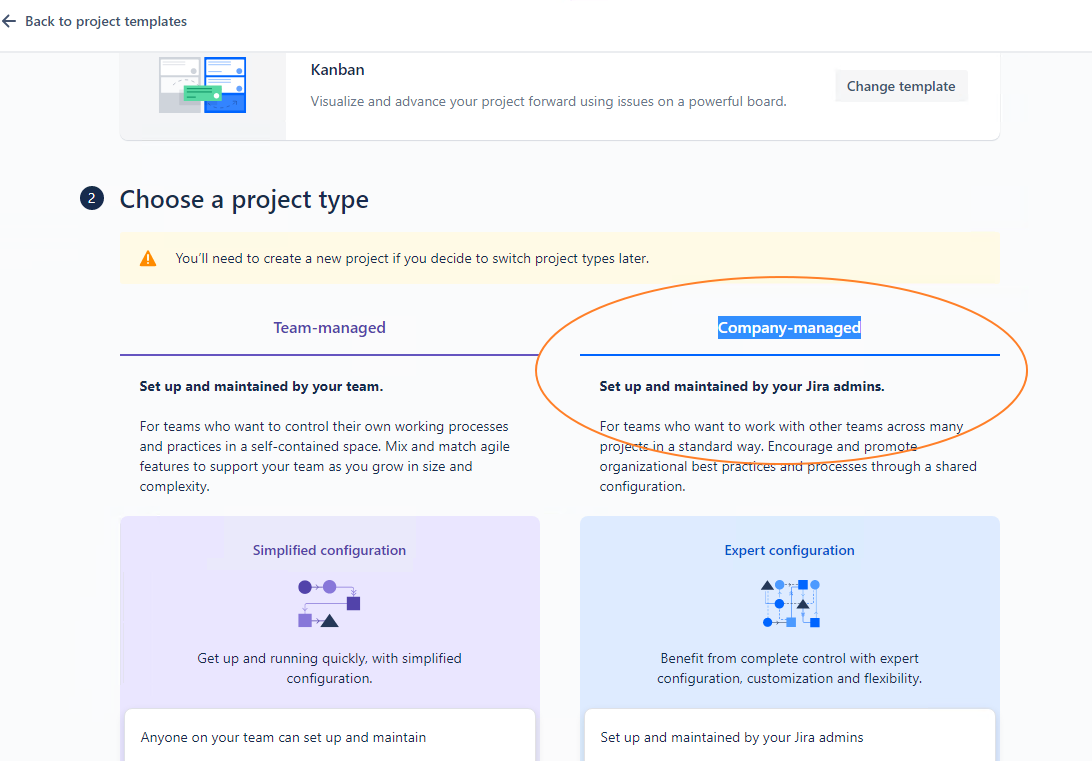 Back to project templates
Kanban
Visualize and advance your project forward using issues on a powerful board.
Change template
2
Choose a project type
You'll need to create a new project if you decide to switch project types later.
Team-managed
Set up and maintained by your team.
For teams who want to control their own working processes
and practices in a self-contained space. Mix and match agile
features to support your team as you grow in size and
complexity.
Simplified configuration
Get up and running quickly, with simplified
configuration.
Anyone on your team can set up and maintain
Company-managed
Set up and maintained by your Jira admins.
For teams who want to work with other teams across many
projects in a standard way. Encourage and promote
organizational best practices and processes through a shared
configuration.
Expert configuration
Benefit from complete control with expert
configuration, customization and flexibility.
Set up and maintained by your Jira admins